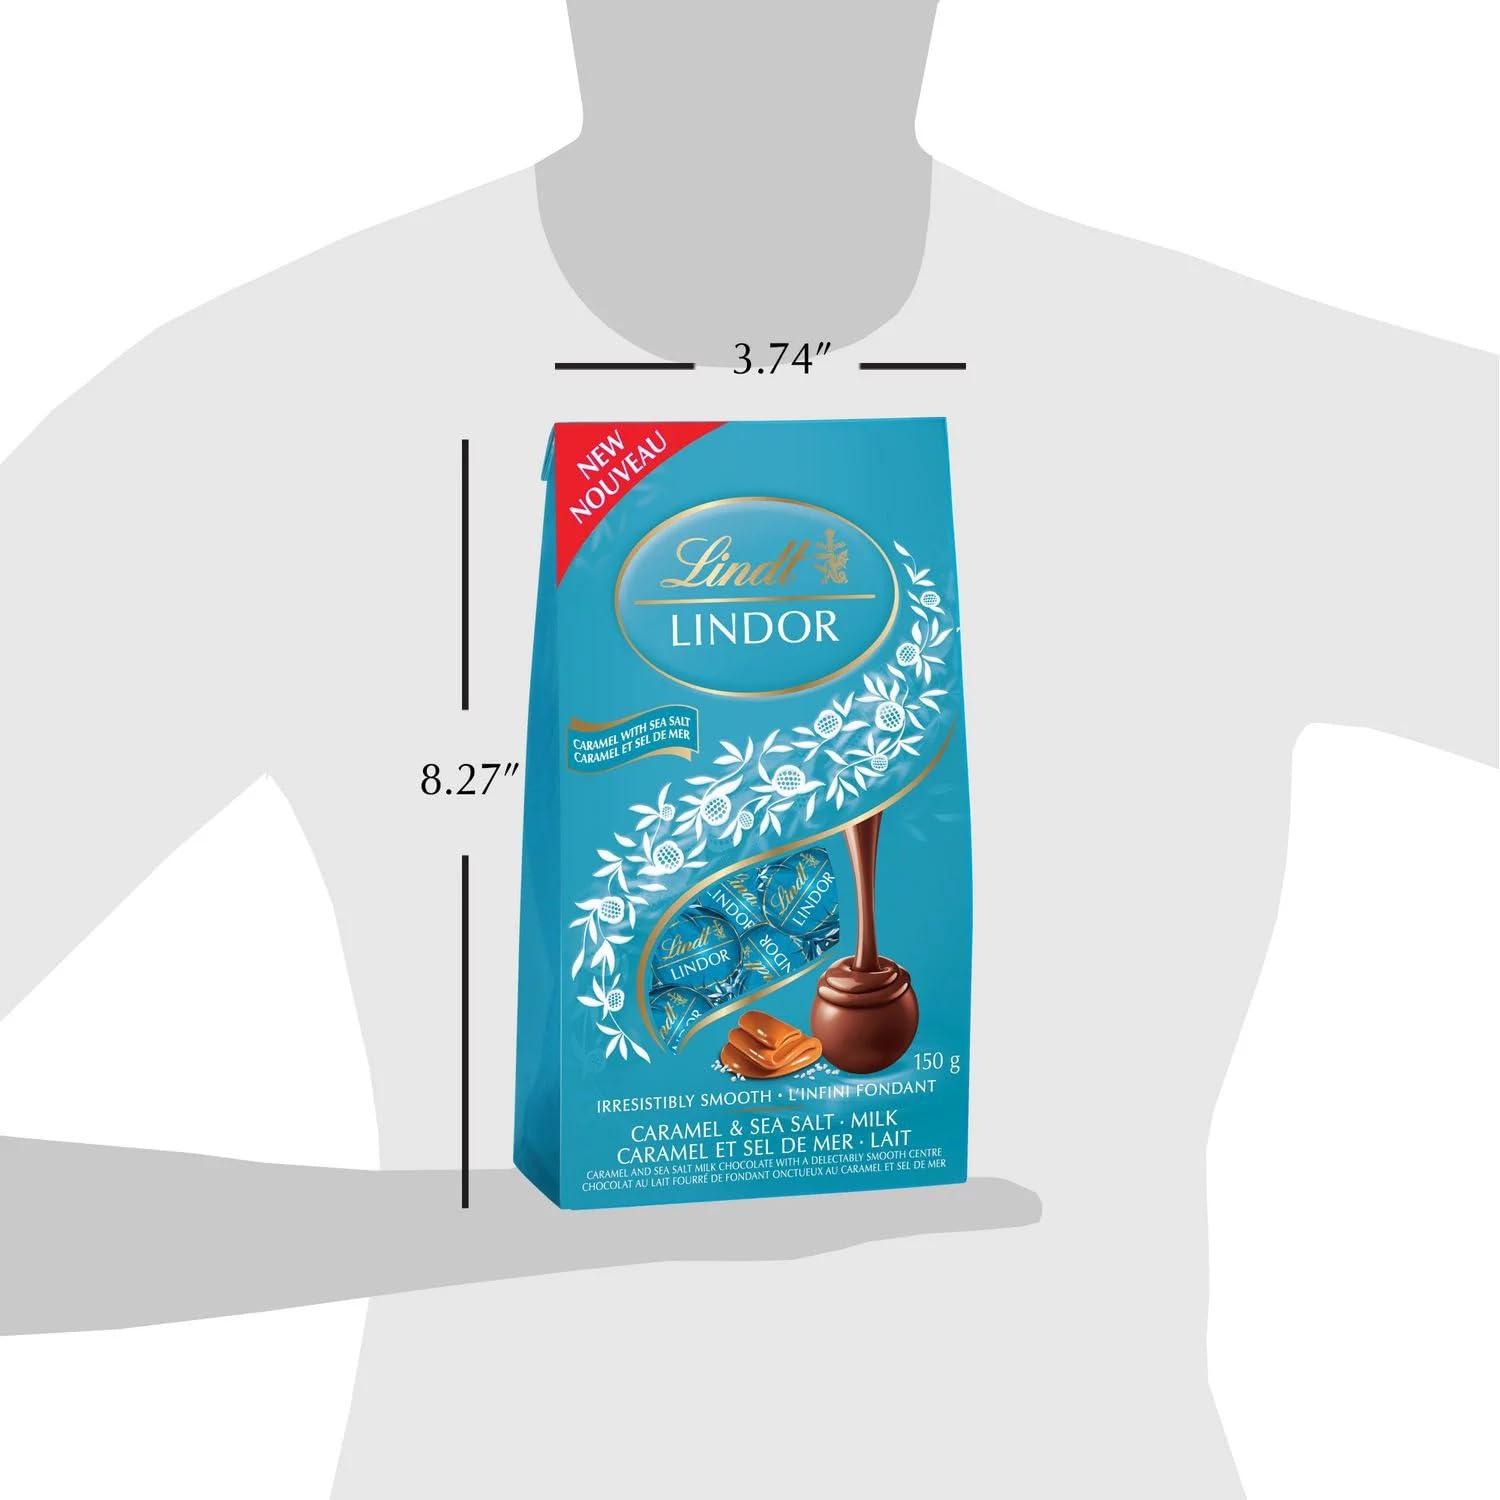 3.74"
NEW
NOUVEAU
Lindt
LINDOR
CARAMEL WITH SEA SALT
CARAMEL ET SEL DE MER
8.27"
Lindt
LINDOR
Lindt
LINDOR
LINDOR
150 g
IRRESISTIBLY SMOOTH • L'INFINI FONDANT
CARAMEL & SEA SALT · MILK
CARAMEL ET SEL DE MER · LAIT
CARAMEL AND SEA SALT MILK CHOCOLATE WITH A DELECTABLY SMOOTH CENTRE
CHOCOLAT AU LAIT FOURRÉ DE FONDANT ONCTUEUX AU CARAMEL ET SEL DE MER